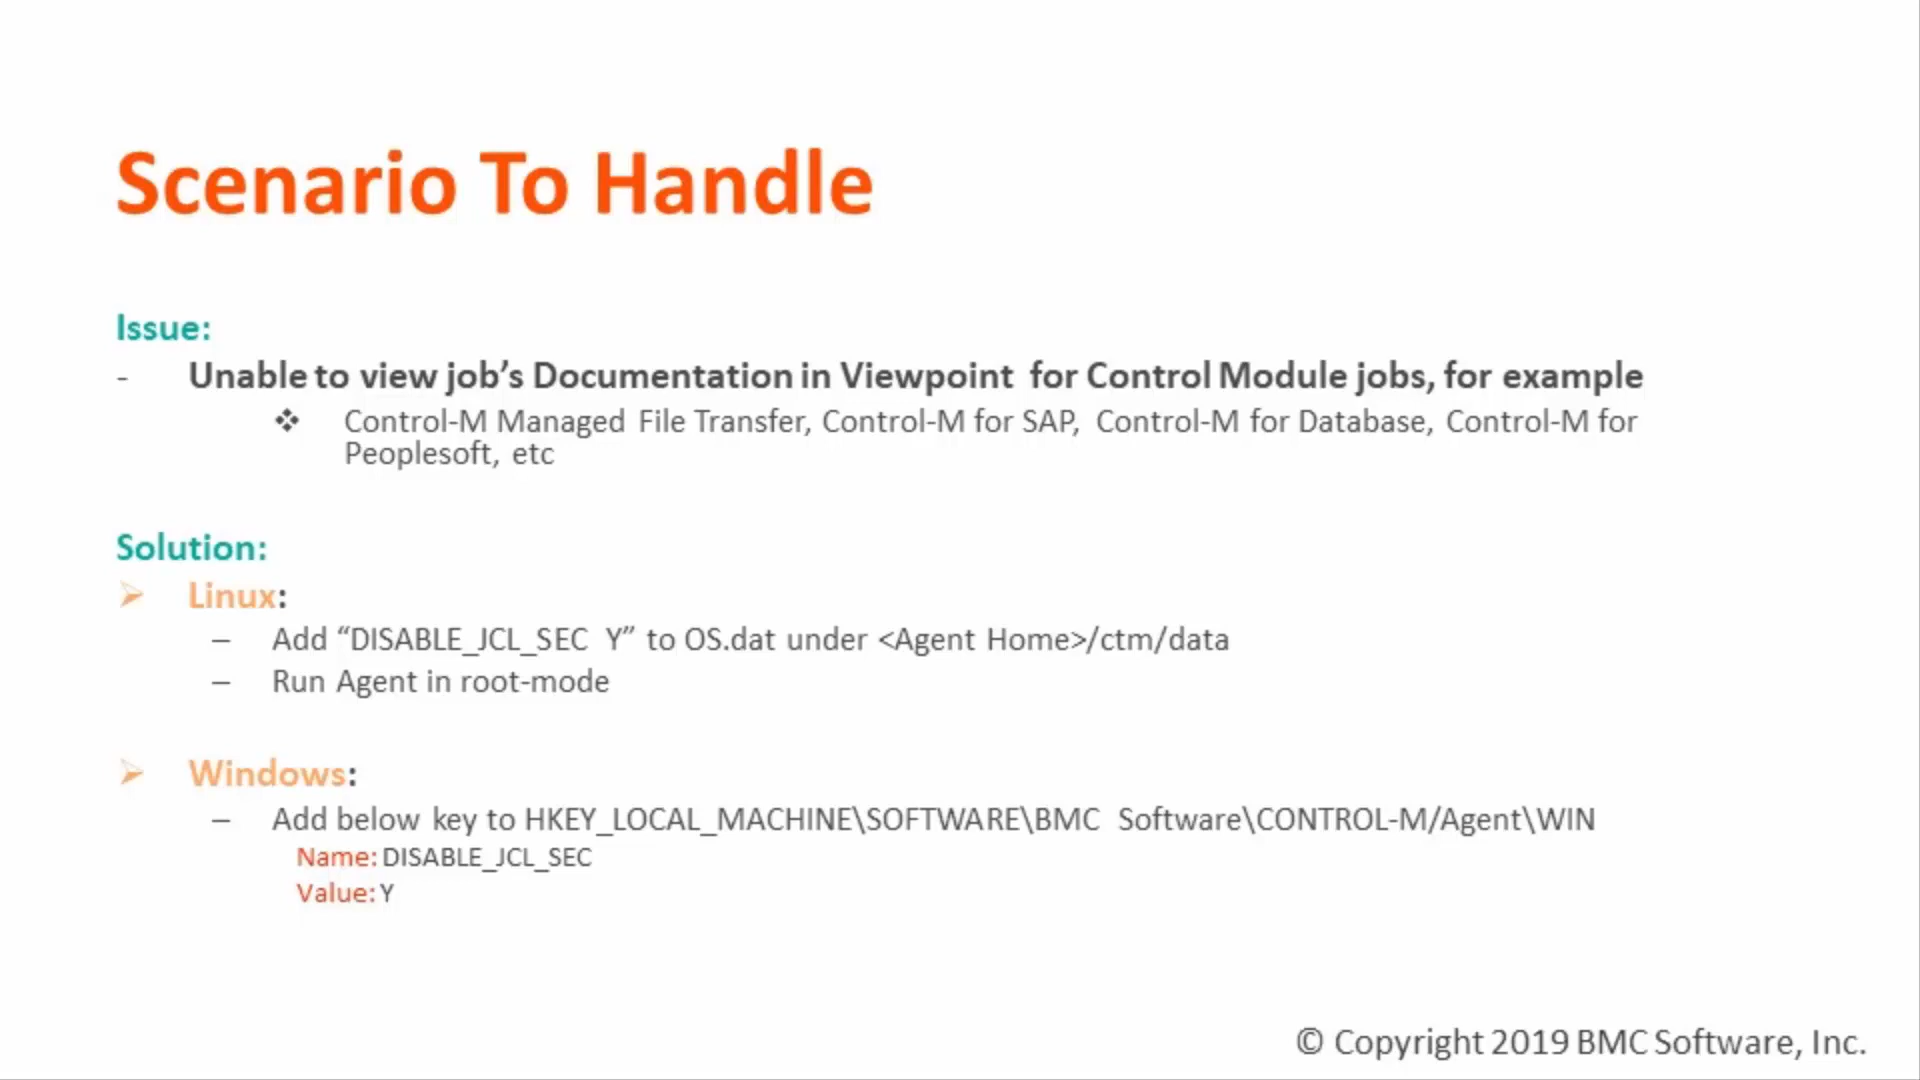 Scenario To Handle
Issue:
- Unable to view job’s Documentation in Viewpoint for Control Module jobs, for example
❖ Control-M Managed File Transfer, Control-M for SAP, Control-M for Database, Control-M for
Peoplesoft, etc
Solution:
➢ Linux:
– Add “DISABLE_JCL_SEC Y” to OS.dat under <Agent Home>/ctm/data
– Run Agent in root-mode
➢ Windows:
– Add below key to HKEY_LOCAL_MACHINE\SOFTWARE\BMC Software\CONTROL-M/Agent\WIN
Name: DISABLE_JCL_SEC
Value: Y
© Copyright 2019 BMC Software, Inc.